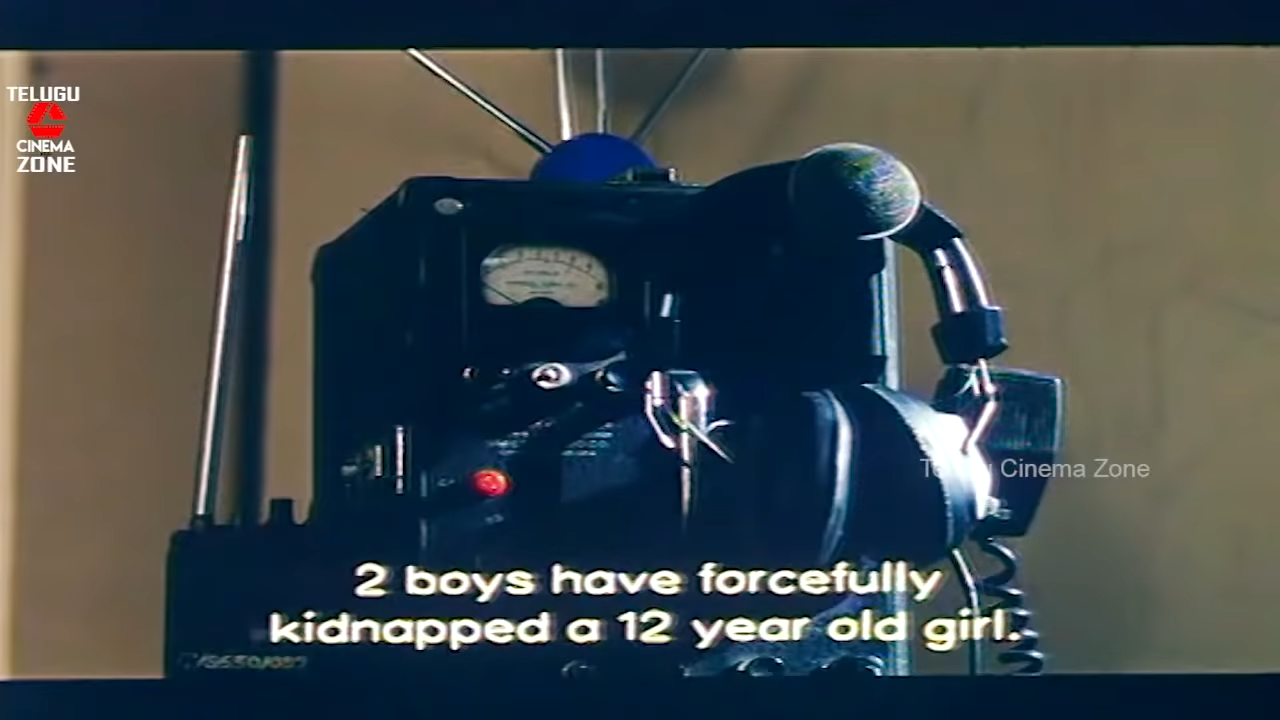 TELUGU
CINEMA
ZONE
Telugu Cinema Zone
2 boys have forcefully
kidnapped a 12 year old girl.